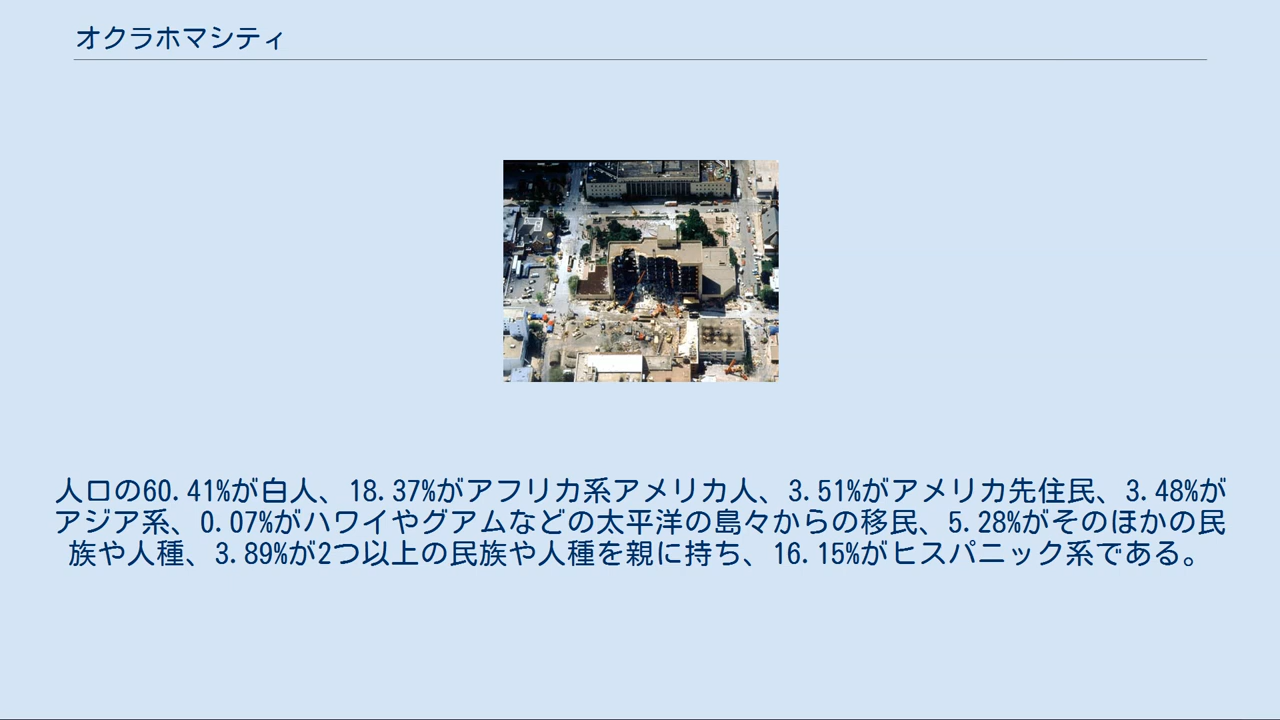 オクラホマシティ
人口の60.41%が白人、18.37%がアフリカ系アメリカ人、3.51%がアメリカ先住民、3.48%が
アジア系、0.07%がハワイやグアムなどの太平洋の島々からの移民、5.28%がそのほかの民
族や人種、3.89%が2つ以上の民族や人種を親に持ち、16.15%がヒスパニック系である。